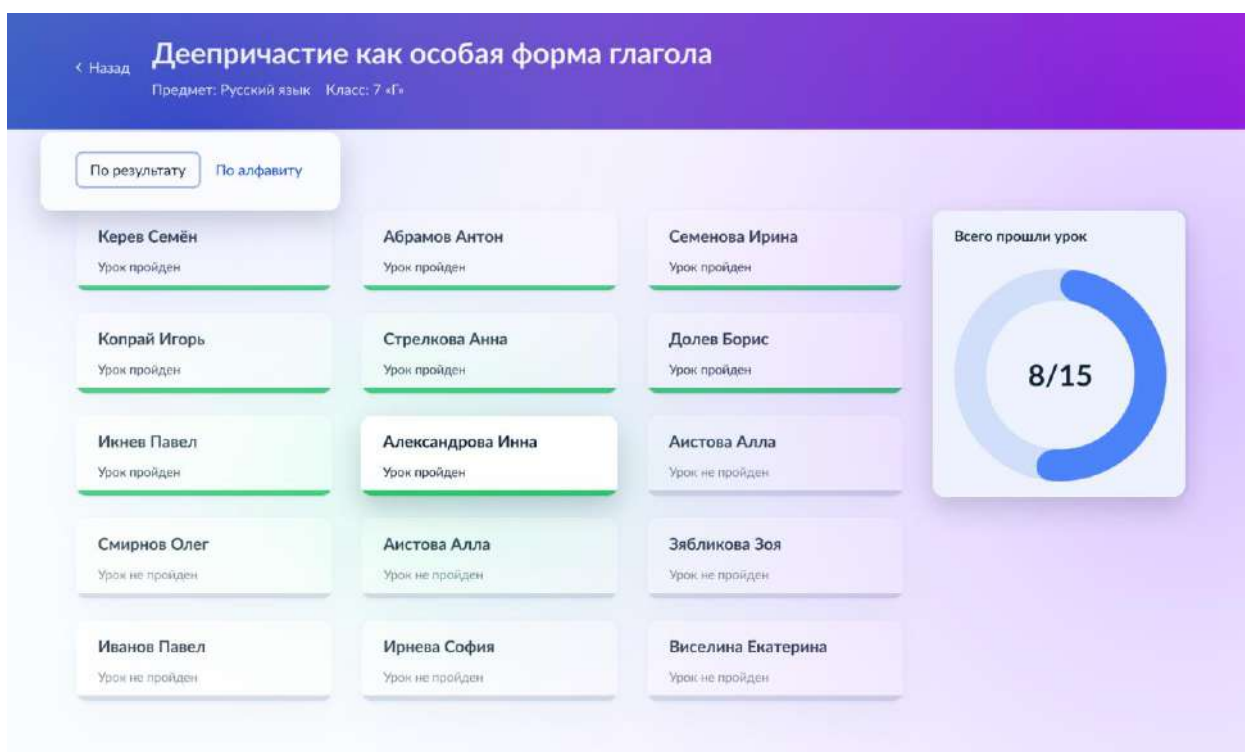 Назад
Деепричастие как особая форма глагола
Предмет: Русский язык Класс: 7 «Г»
По результату По алфавиту
Керев Семён
Урок пройден
Абрамов Антон
Урок пройден
Семенова Ирина
Урок пройден
Всего прошли урок
8/15
Копрай Игорь
Урок пройден
Стрелкова Анна
Урок пройден
Долев Борис
Урок пройден
Икнев Павел
Урок пройден
Александрова Инна
Урок пройден
Аистова Алла
Урок не пройден
Смирнов Олег
Урок не пройден
Аистова Алла
Урок не пройден
Зябликова Зоя
Урок не пройден
Иванов Павел
Урок не пройден
Ирнева София
Урок не пройден
Виселина Екатерина
Урок не пройден